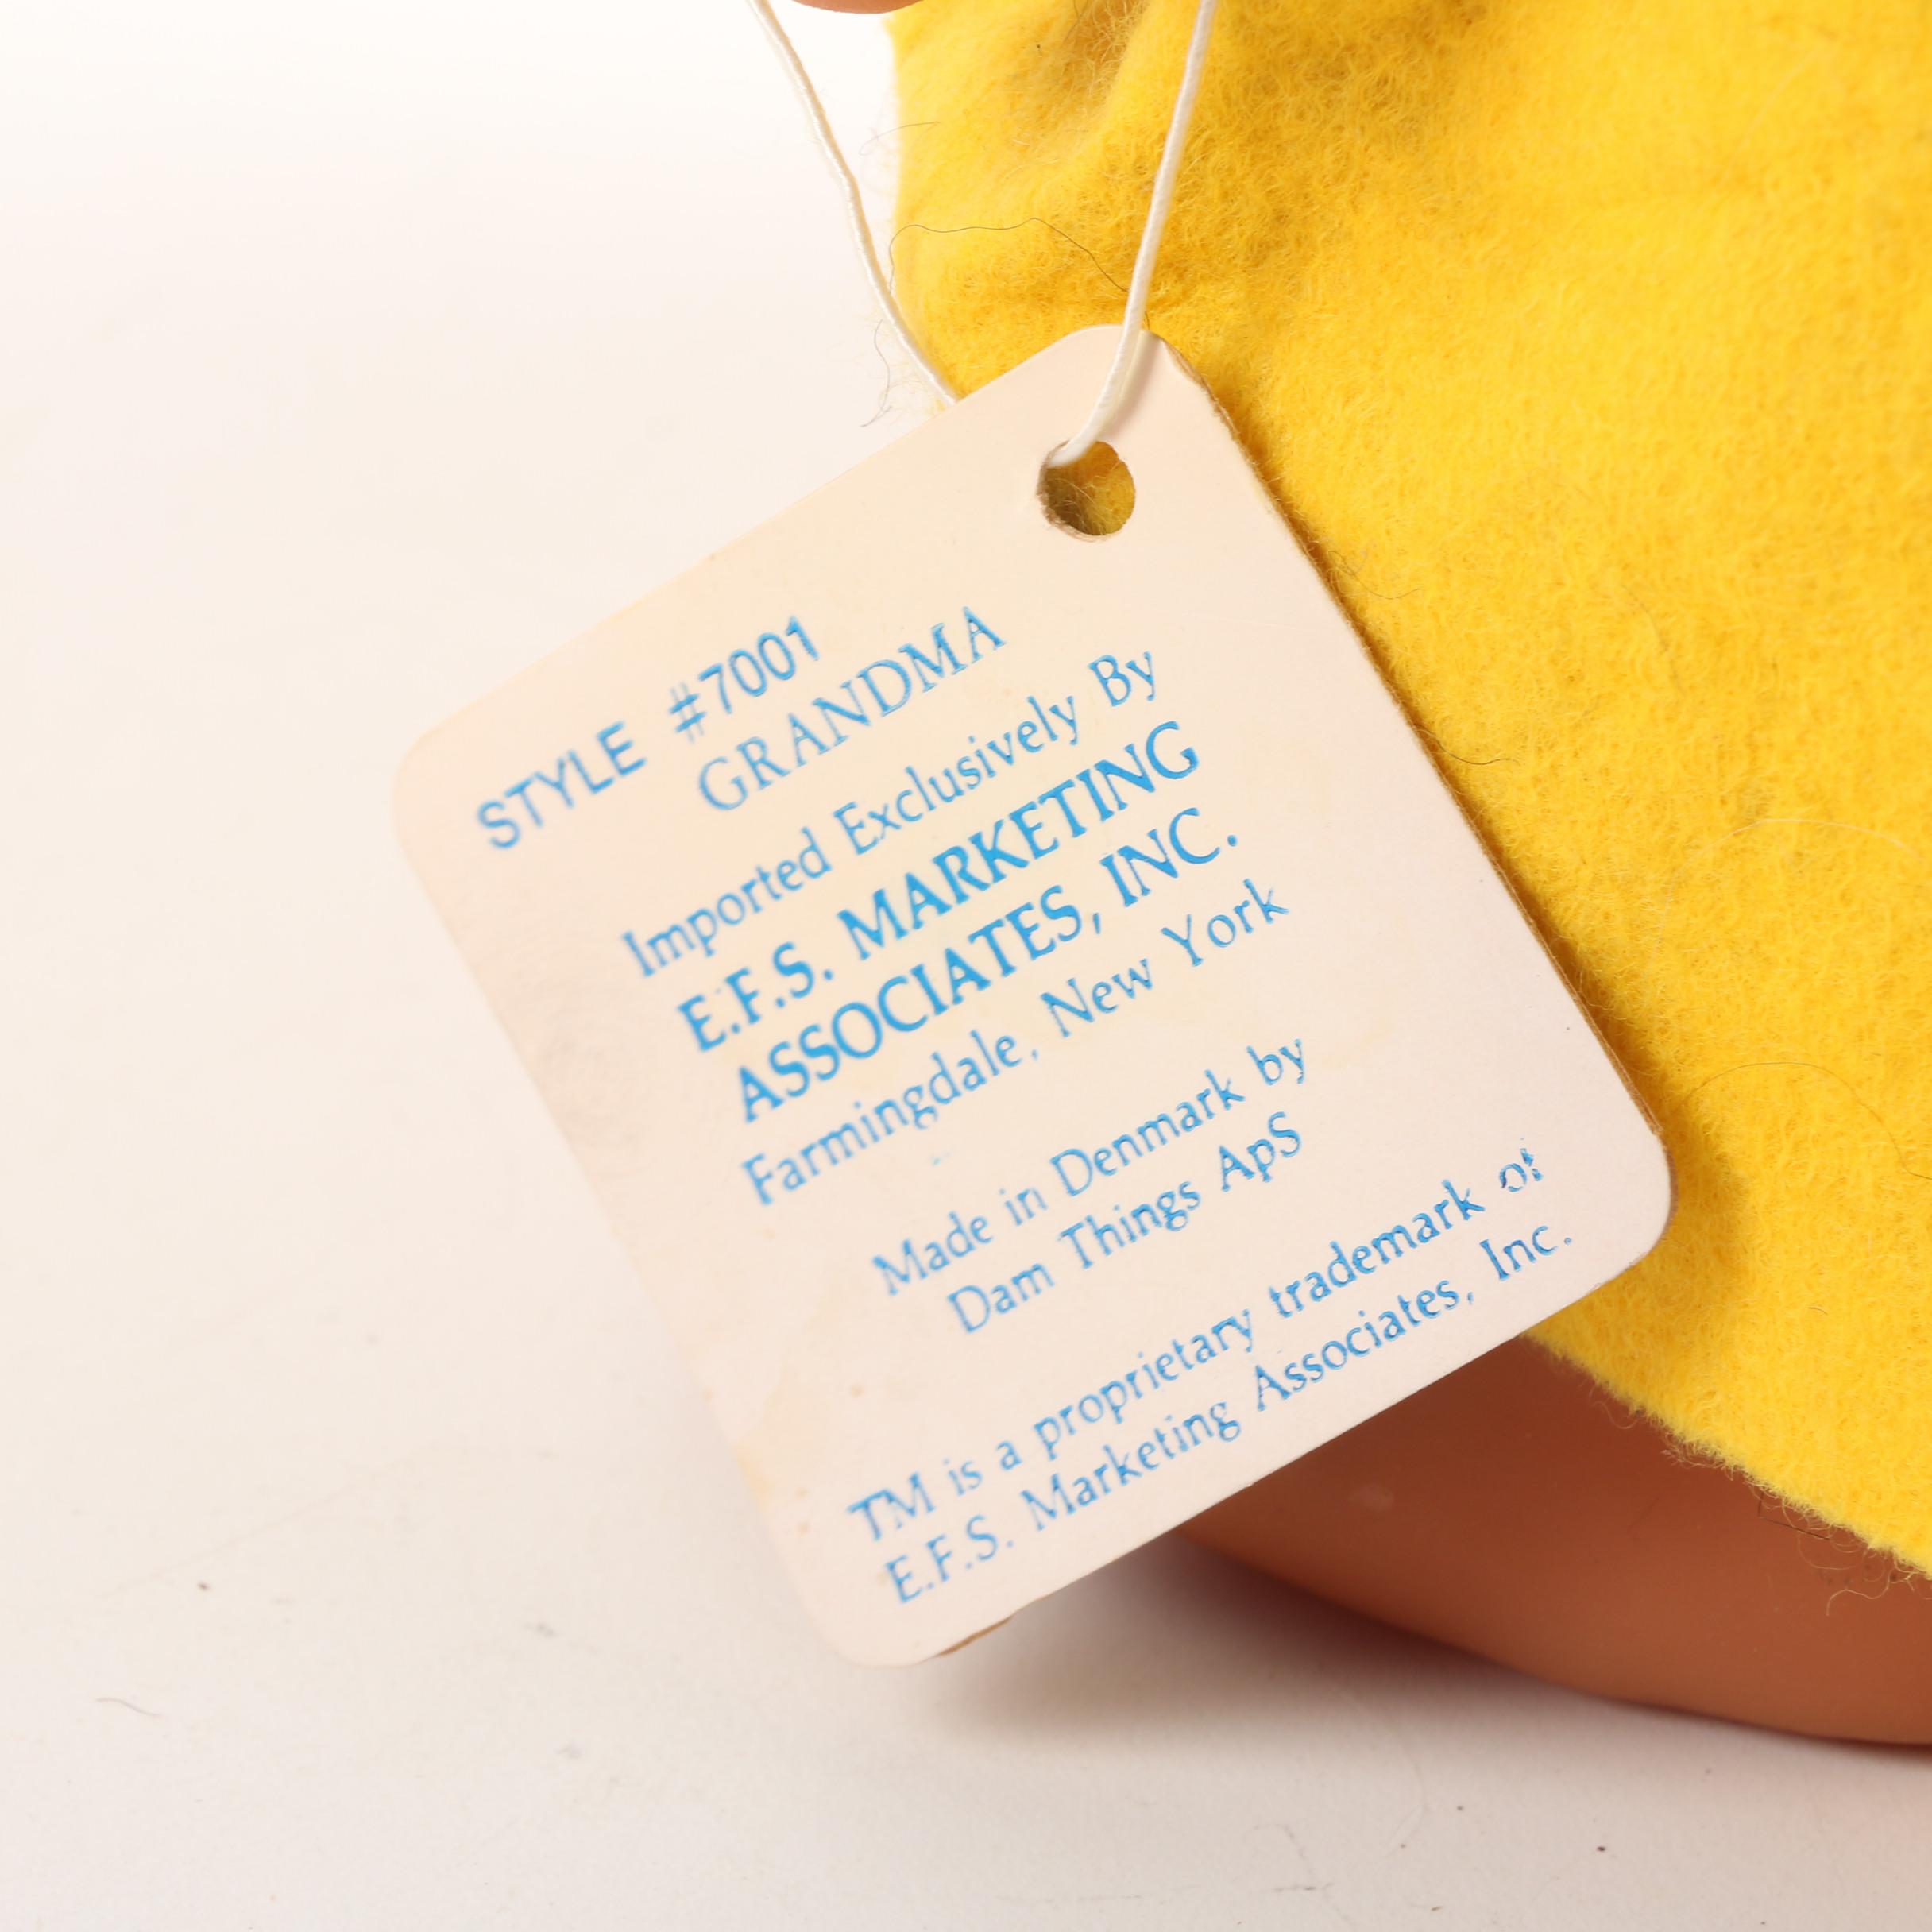 STYLE #7001
GRANDMA
Imported Exclusively By
E.F.S. MARKETING
ASSOCIATES, INC.
Farmingdale, New York
Made in Denmark by
Dam Things ApS
TM is a proprietary trademark of
E.F.S. Marketing Associates, Inc.